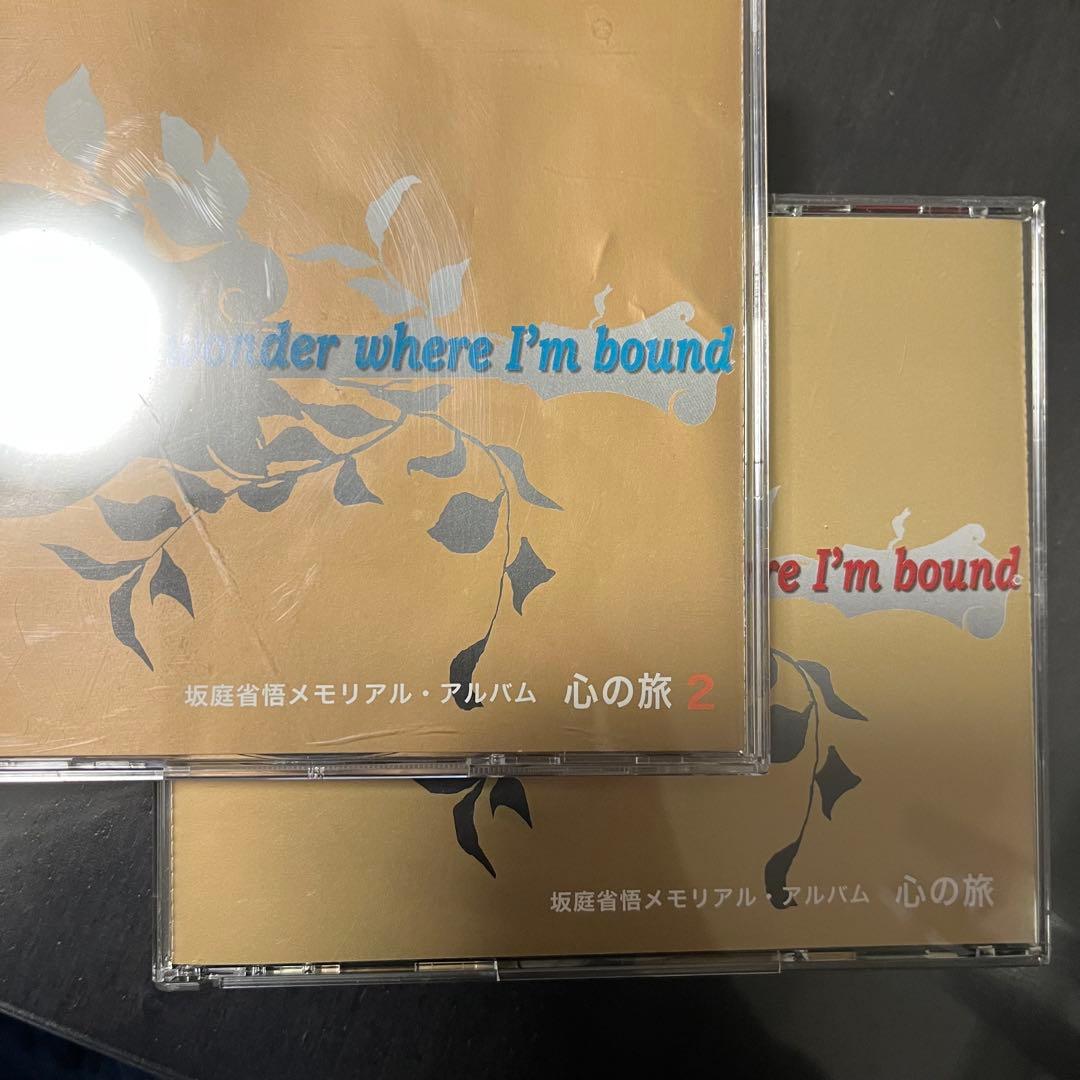 wonder where I'm bound
坂庭省悟メモリアル・アルバム 心の旅 2
re I'm bound
坂庭省悟メモリアル・アルバム 心の旅